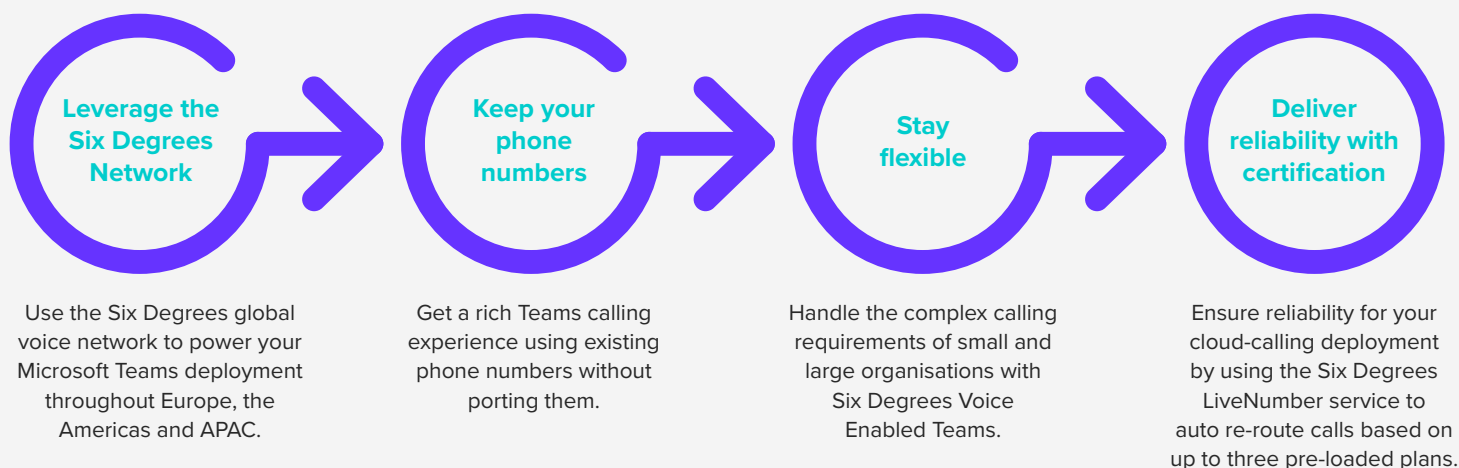 Leverage the
Six Degrees
Network
Keep your
phone
numbers
Stay
flexible
Deliver
reliability with
certification
Use the Six Degrees global
voice network to power your
Microsoft Teams deployment
throughout Europe, the
Americas and APAC.
Get a rich Teams calling
experience using existing
phone numbers without
porting them.
Handle the complex calling
requirements of small and
large organisations with
Six Degrees Voice
Enabled Teams.
Ensure reliability for your
cloud-calling deployment
by using the Six Degrees
LiveNumber service to
auto re-route calls based on
up to three pre-loaded plans.